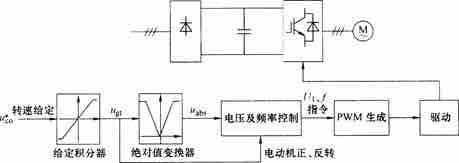 M
转速给定
u*ω
给定积分器
ugt
绝对值变换器
uabs
电压及频率控制
U1、f
指令
PWM 生成
驱动
电动机正、反转